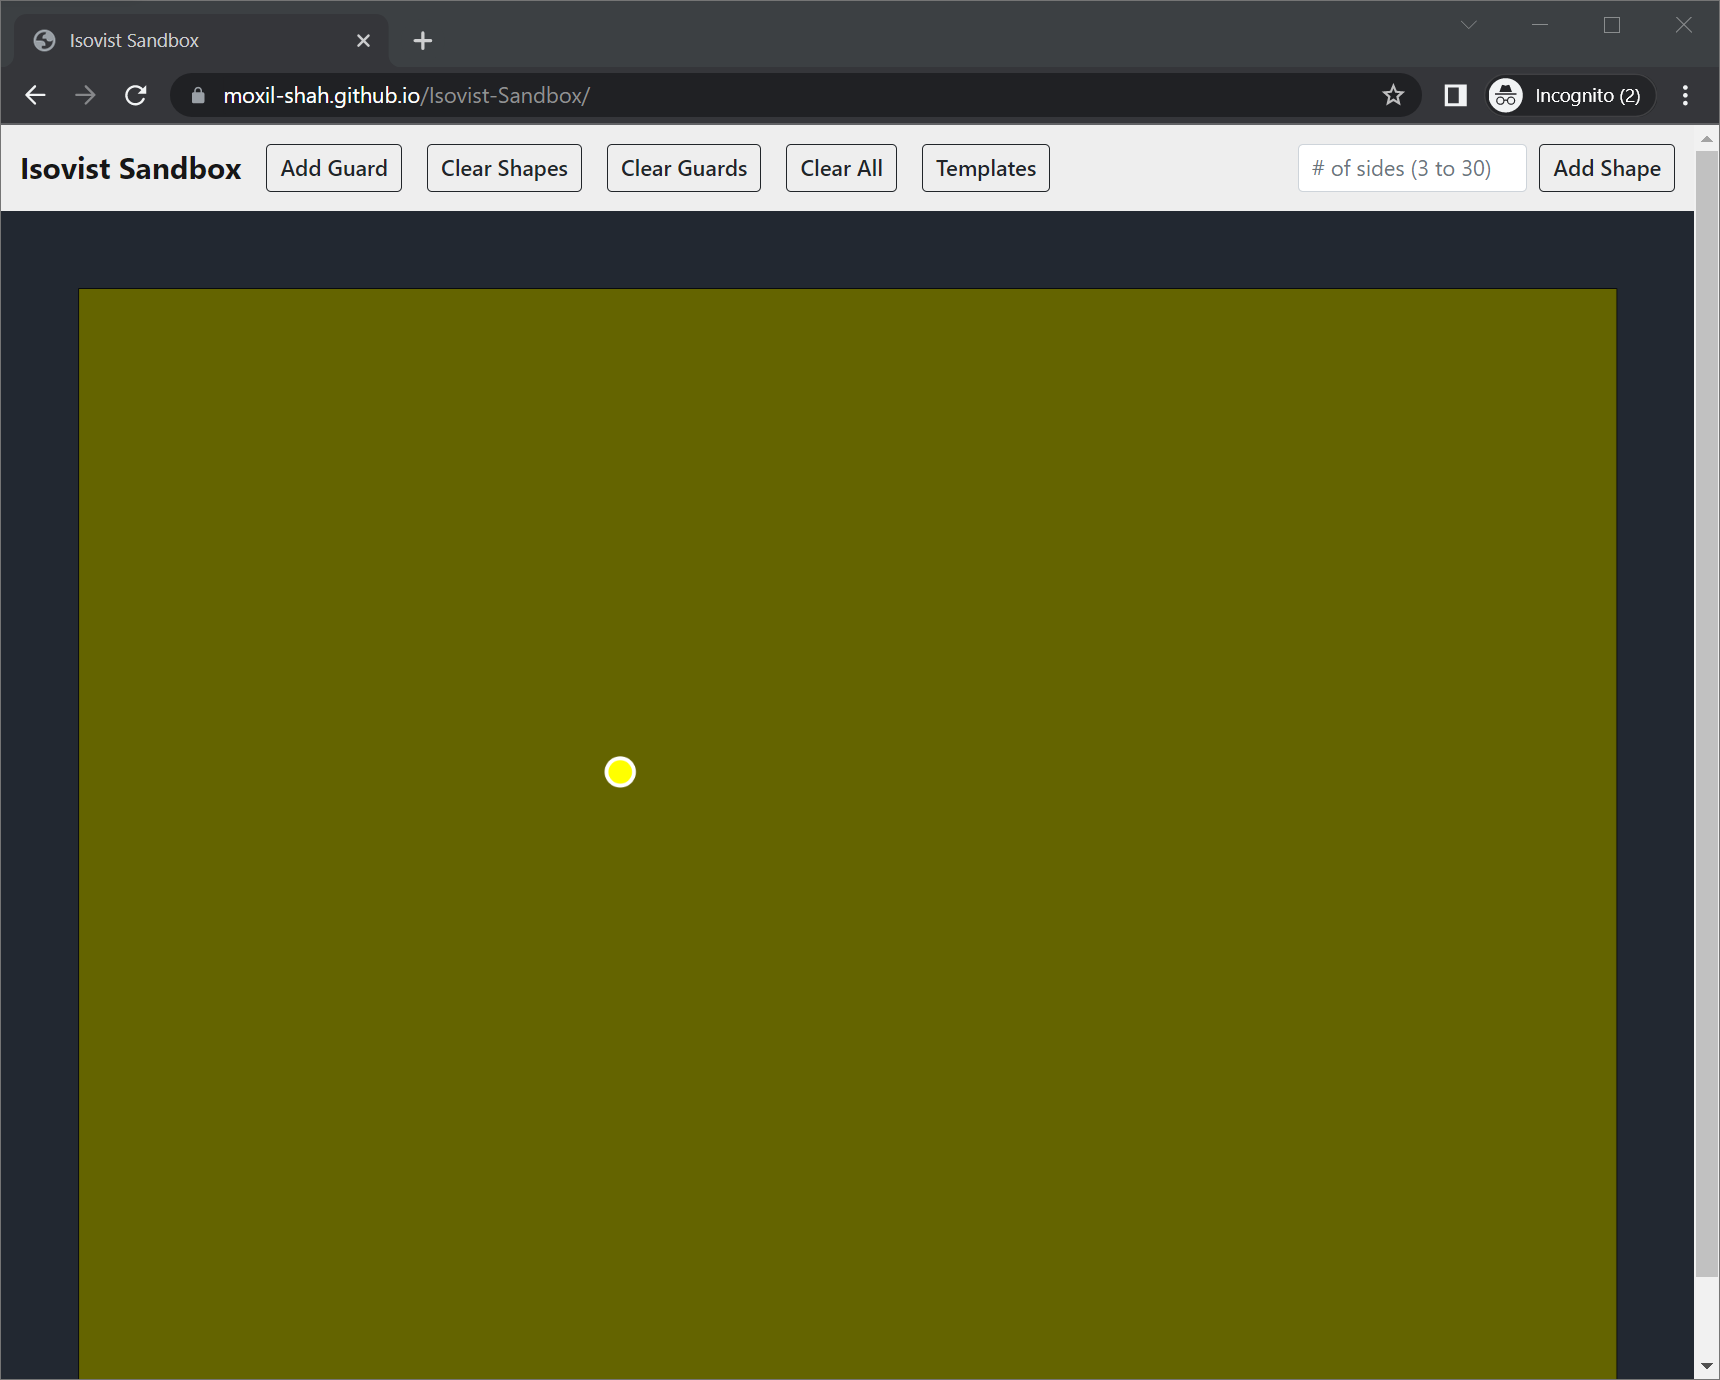 Isovist Sandbox
moxil-shah.github.io/Isovist-Sandbox/
Incognito (2)
Isovist Sandbox
Add Guard
Clear Shapes
Clear Guards
Clear All
Templates
# of sides (3 to 30)
Add Shape